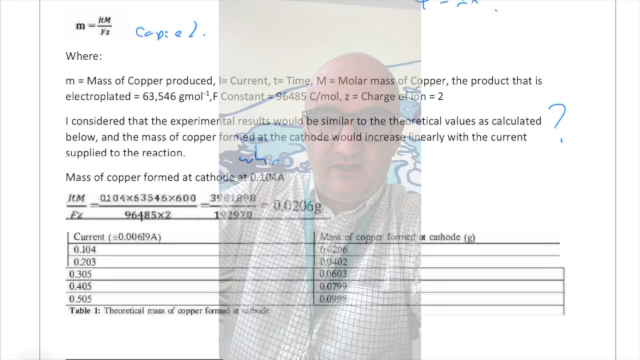 m = ItM/Fz
Where:
m = Mass of Copper produced, I= Current, t= Time, M = Molar mass of Copper, the product that is
electroplated = 63,546 gmol-1,F Constant = 96485 C/mol, z = Charge of ion = 2
I considered that the experimental results would be similar to the theoretical values as calculated
?
below, and the mass of copper formed at the cathode would increase linearly with the current
supplied to the reaction.
Mass of copper formed at cathode at 0.104A
ItM/Fz = 0.104×63546×600/96485×2 = = 0.0206g
Current (±0.00619A) Mass of copper formed at cathode (g)
0.104 0.0206
0.203 0.0402
0.305 0.0603
0.405 0.0799
0.505
Table 1: Theoretical mass of copper formed at cathode